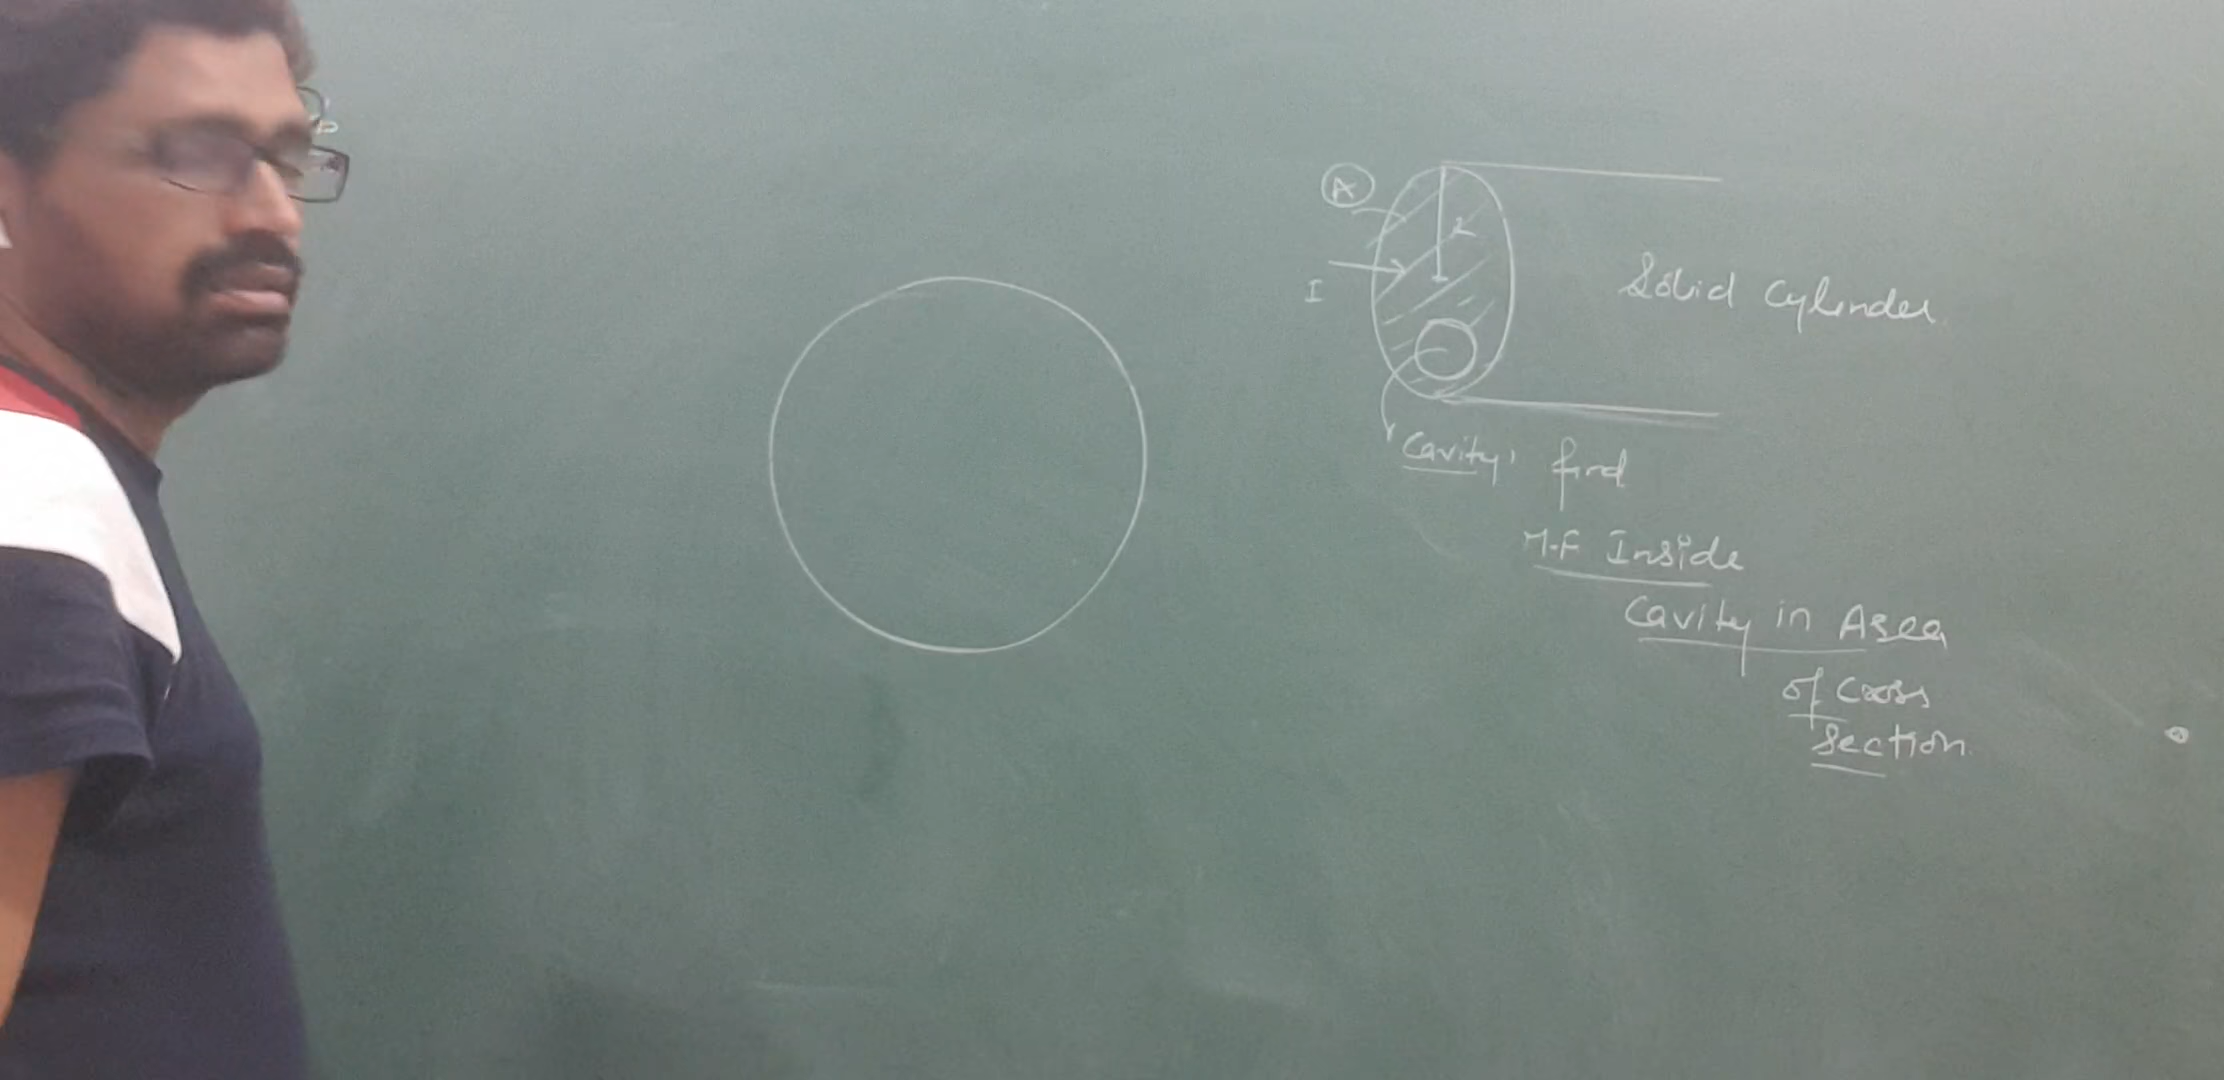 A
I
Solid Cylinder
Cavity, find
M.F Inside
Cavity in Area
of Cross
Section.